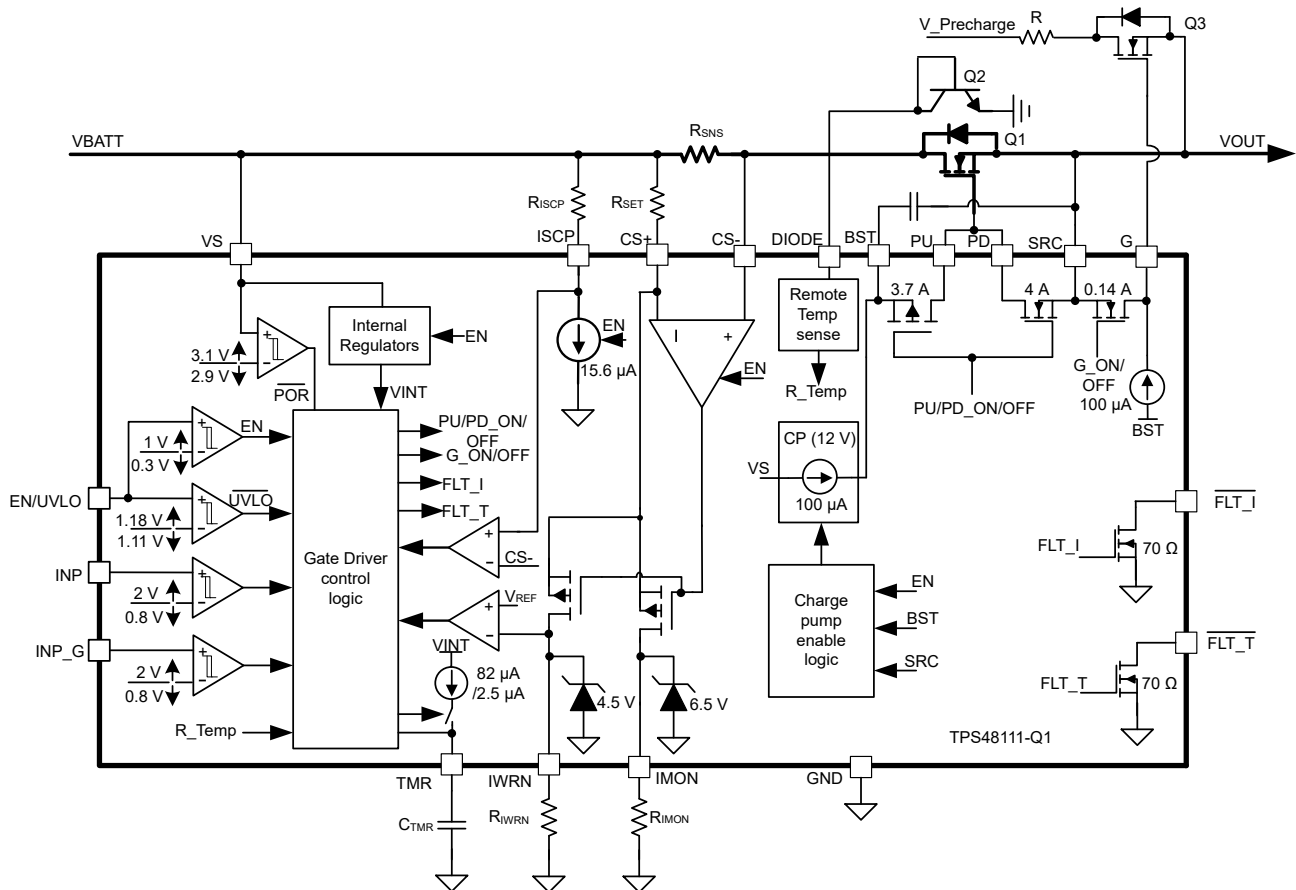 V_Precharge
R
Q3
Q2
VBATT
RSNS
Q1
VOUT
RISCP
RSET
VS
ISCP
CS+
CS-
DIODE
BST
PU
PD
SRC
G
3.7 A
4 A
0.14 A
Remote
Temp
sense
R_Temp
Internal
Regulators
EN
VINT
3.1 V
2.9 V
POR
EN
15.6 µA
I
+
EN
G_ON/
OFF
100 µA
BST
PU/PD_ON/OFF
CP (12 V)
VS
100 µA
EN
1 V
0.3 V
EN/UVLO
UVLO
1.18 V
1.11 V
INP
2 V
0.8 V
INP_G
2 V
0.8 V
R_Temp
Gate Driver
control
logic
PU/PD_ON/
OFF
G_ON/OFF
FLT_I
FLT_T
+
CS-
VREF
+
VINT
82 µA
/2.5 µA
4.5 V
6.5 V
Charge
pump
enable
logic
EN
BST
SRC
FLT_I
FLT_I
70 Ω
FLT_T
FLT_T
70 Ω
TPS48111-Q1
TMR
IWRN
IMON
GND
CTMR
RIWRN
RIMON